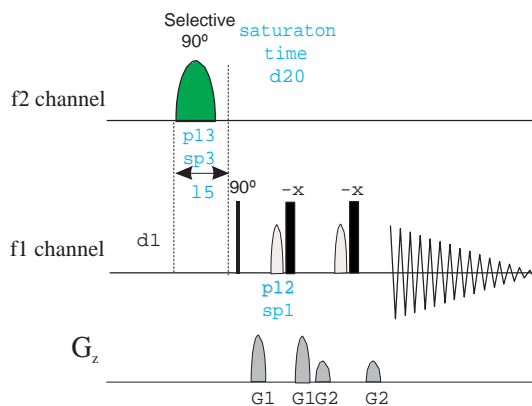 Selective
90º
saturaton
time
d20
f2 channel
p13
sp3
l5
90º
-x
-x
d1
f1 channel
p12
sp1
Gz
G1
G1G2
G2